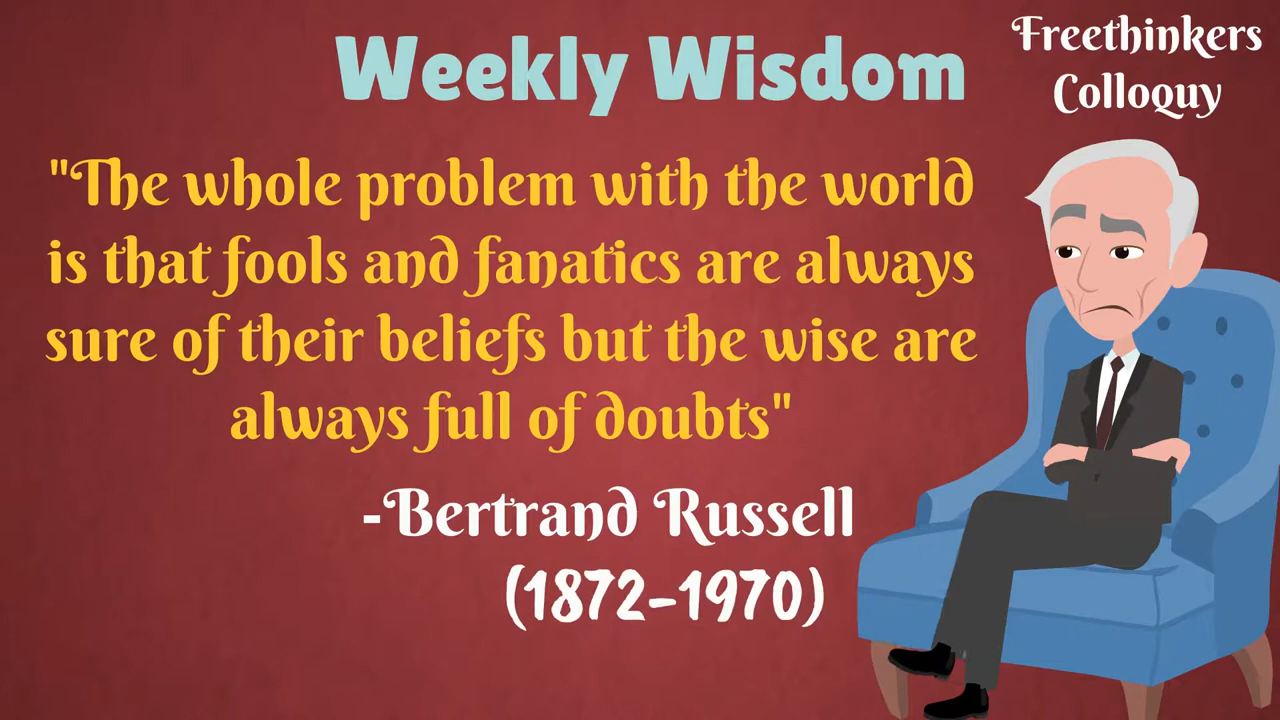 Weekly Wisdom
Freethinkers
Colloquy
"The whole problem with the world
is that fools and fanatics are always
sure of their beliefs but the wise are
always full of doubts"
-Bertrand Russell
(1872-1970)